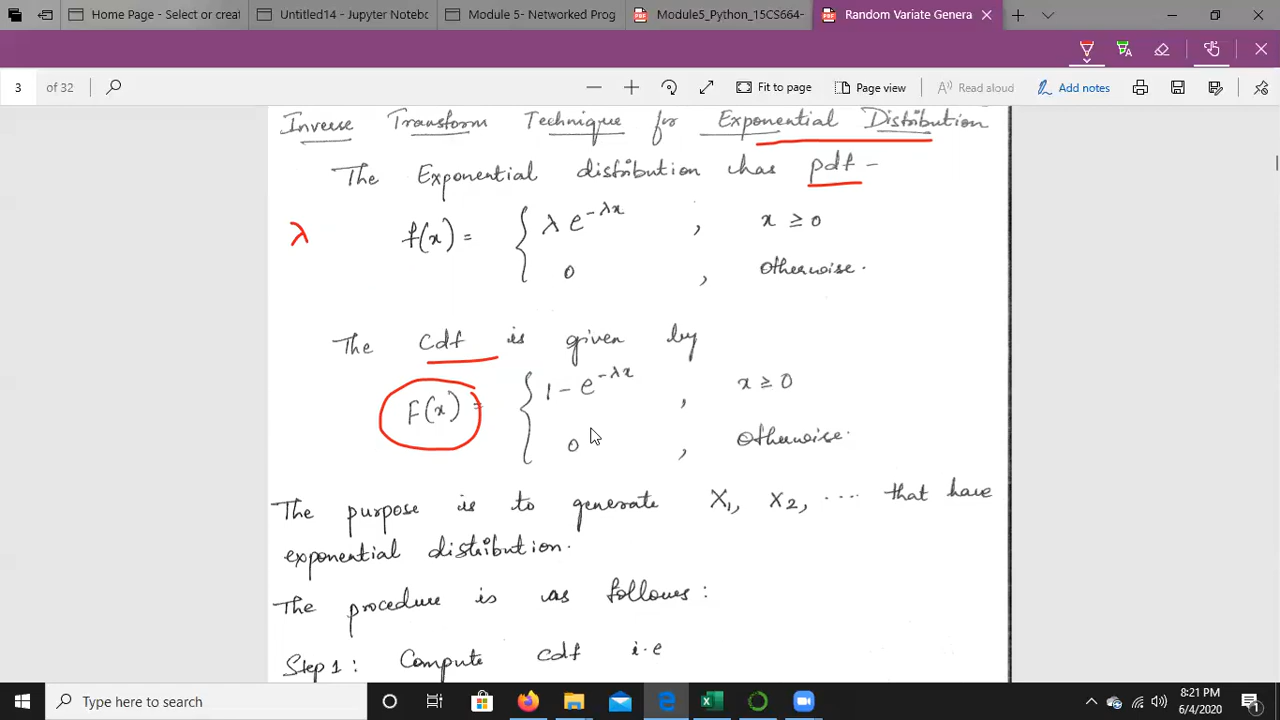 Home Page - Select or creat
Untitled14 - Jupyter Notebo
Module 5- Networked Prog
Module5_Python_15CS664-
Random Variate Genera
3 of 32
Fit to page
Page view
Read aloud
Add notes
Inverse Transform Technique for Exponential Distribution
The Exponential distribution has pdf -
λ f(x) = { λ e^{-λx} , x ≥ 0
0 , otherwise.
The cdf is given by
F(x) = { 1 - e^{-λx} , x ≥ 0
0 , otherwise.
The purpose is to generate X₁, X₂, .... that have
exponential distribution.
The procedure is as follows:
Step 1: Compute cdf i.e
Type here to search
8:21 PM
6/4/2020
1